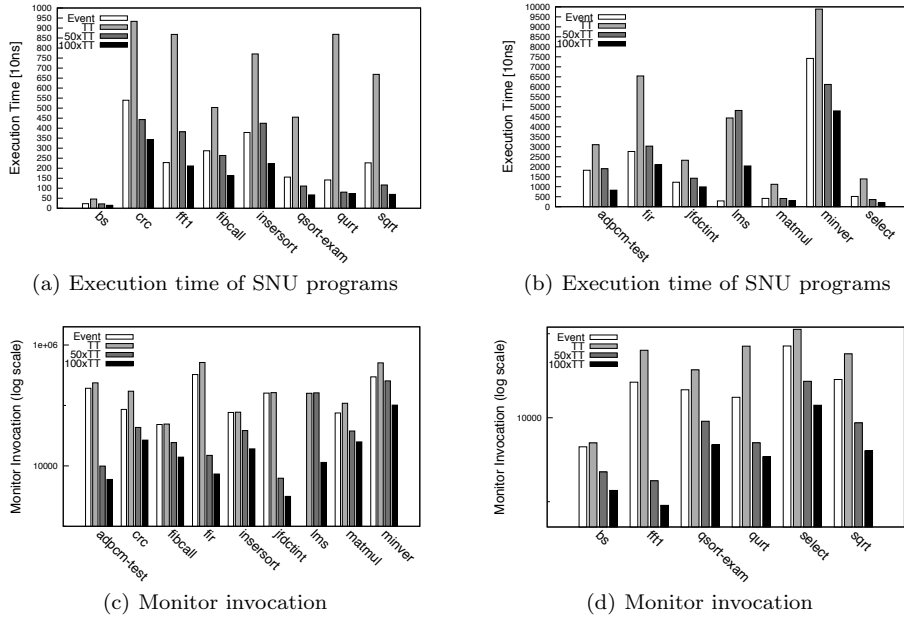 Execution Time [10ns]
1000
950
900
850
800
750
700
650
600
550
500
450
400
350
300
250
200
150
100
50
0
Event
TT
50xTT
100xTT
bs
crc
fft1
fibcall
insersort
qsort-exam
qurt
sqrt
(a) Execution time of SNU programs
Execution Time [10ns]
10000
9500
9000
8500
8000
7500
7000
6500
6000
5500
5000
4500
4000
3500
3000
2500
2000
1500
1000
500
0
Event
TT
50xTT
100xTT
adpcm-test
fir
jfdctint
lms
matmul
minver
select
(b) Execution time of SNU programs
Monitor Invocation (log scale)
1e+06
10000
Event
TT
50xTT
100xTT
adpcm-test
crc
fibcall
fir
insersort
jfdctint
lms
matmul
minver
(c) Monitor invocation
Monitor Invocation (log scale)
10000
Event
TT
50xTT
100xTT
bs
fft1
qsort-exam
qurt
select
sqrt
(d) Monitor invocation